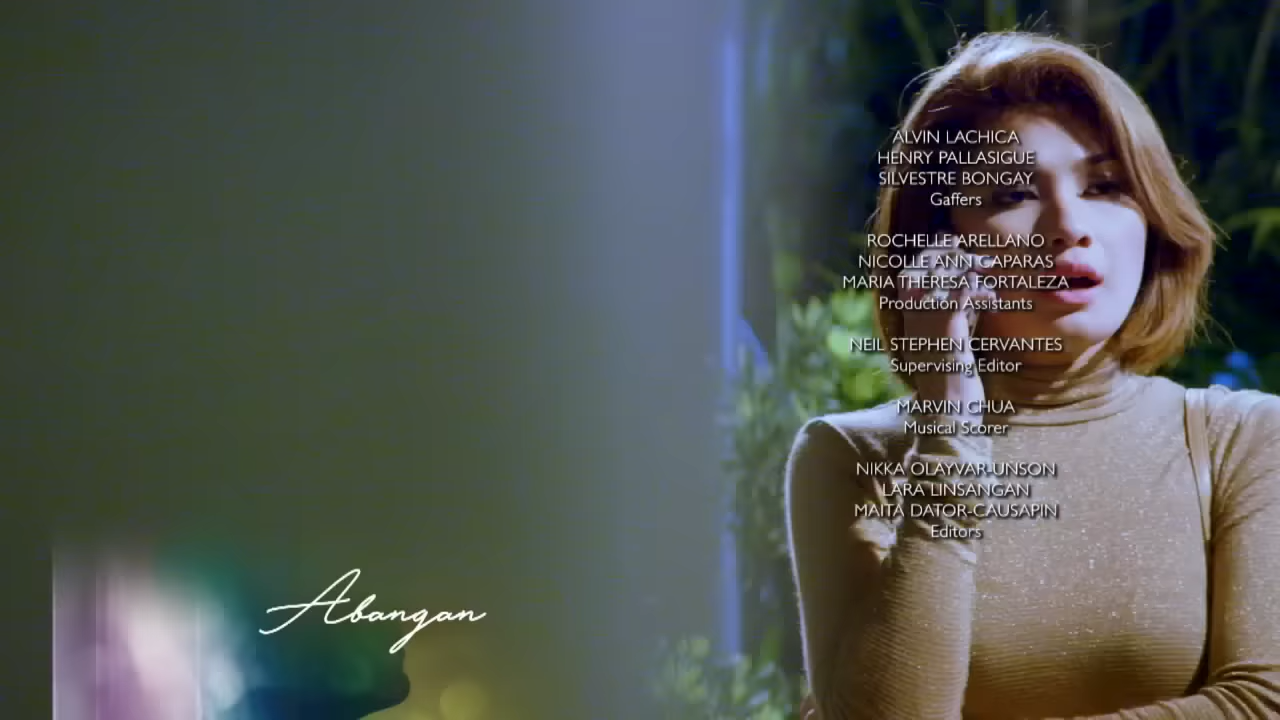 ALVIN LACHICA
HENRY PALLASIGUE
SILVESTRE BONGAY
Gaffers
ROCHELLE ARELLANO
NICOLLE ANN CAPARAS
MARIA THERESA FORTALEZA
Production Assistants
NEIL STEPHEN CERVANTES
Supervising Editor
MARVIN CHUA
Musical Scorer
NIKKA OLAYVAR-UNSON
LARA LINSANGAN
MAITA DATOR-CAUSAPIN
Editors
Abangan